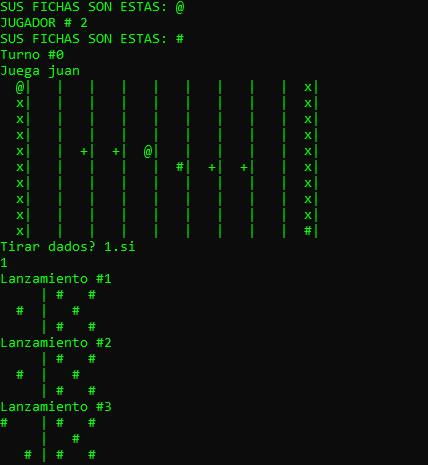 SUS FICHAS SON ESTAS: @
JUGADOR # 2
SUS FICHAS SON ESTAS: #
Turno #0
Juega juan
  @|   |   |   |   |   |   |   |   |  x|
  x|   |   |   |   |   |   |   |   |  x|
  x|   |   |   |   |   |   |   |   |  x|
  x|   |   |   |   |   |   |   |   |  x|
  x|   |  +|  +|  @|   |   |   |   |  x|
  x|   |   |   |   |  #|  +|  +|   |  x|
  x|   |   |   |   |   |   |   |   |  x|
  x|   |   |   |   |   |   |   |   |  x|
  x|   |   |   |   |   |   |   |   |  x|
  x|   |   |   |   |   |   |   |   |  #|
Tirar dados? 1.si
1
Lanzamiento #1
     | #   #
  #  |   #
     | #   #
Lanzamiento #2
     | #   #
  #  |   #
     | #   #
Lanzamiento #3
#    | #   #
     |   #
   # | #   #